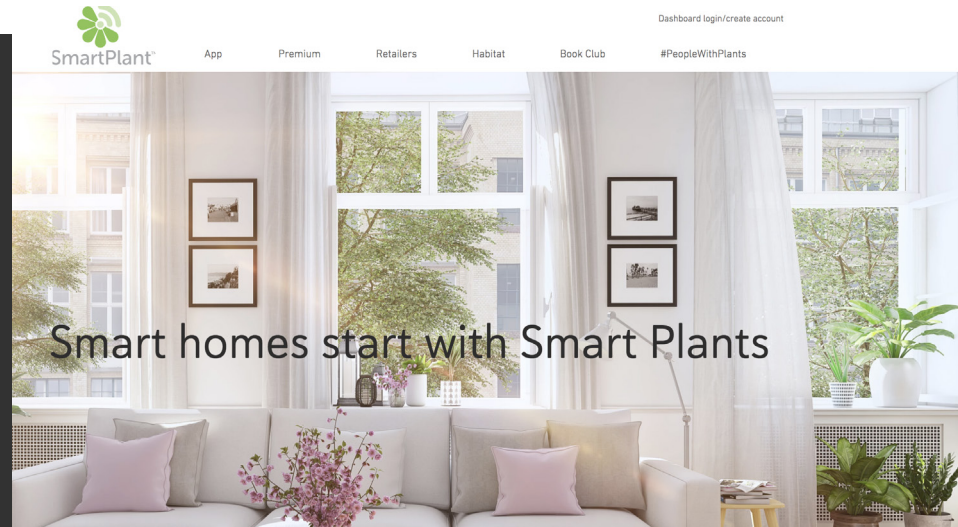 Dashboard login/create account
SmartPlant™
App Premium Retailers Habitat Book Club #PeopleWithPlants
Smart homes start with Smart Plants